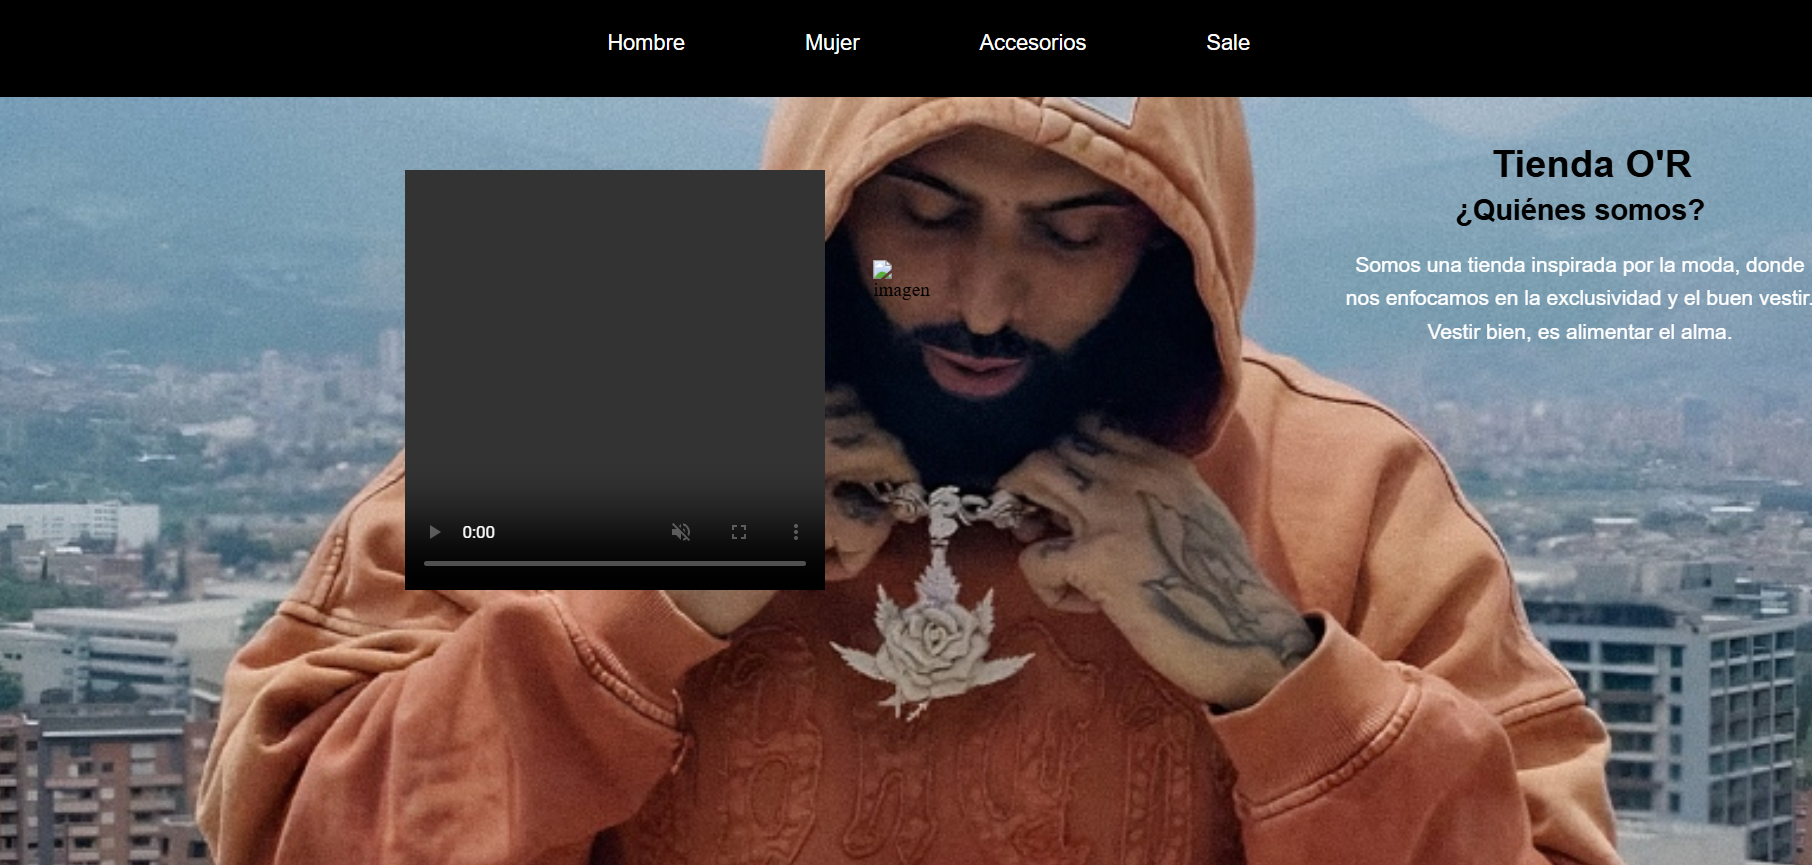 Hombre Mujer Accesorios Sale
Tienda O'R
¿Quiénes somos?
imagen
Somos una tienda inspirada por la moda, donde
nos enfocamos en la exclusividad y el buen vestir.
Vestir bien, es alimentar el alma.
0:00